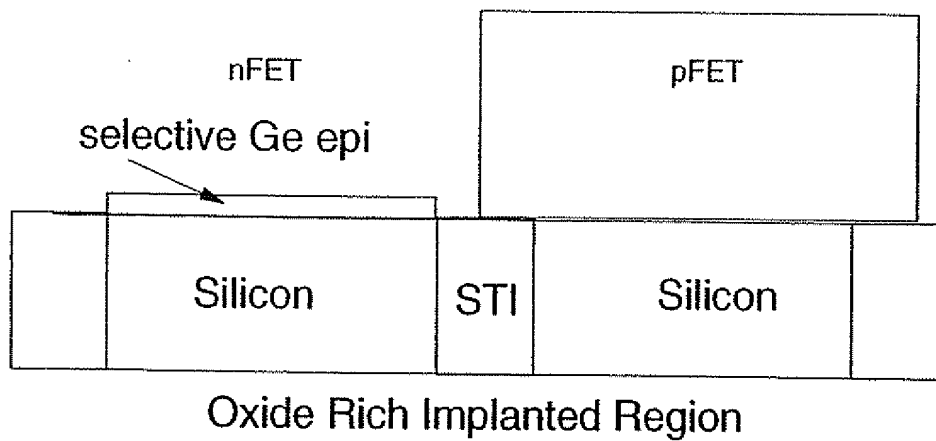 nFET
pFET
selective Ge epi
Silicon
STI
Silicon
Oxide Rich Implanted Region